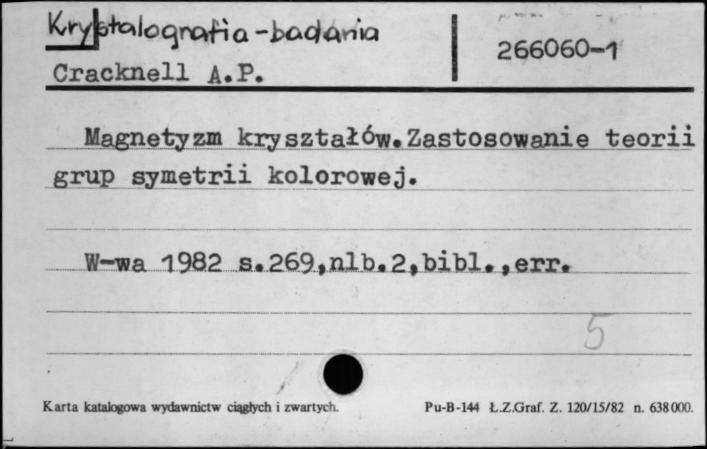 Krystalografia-badania
266060-1
Cracknell A.P.
Magnetyzm kryształów.Zastosowanie teorii
grup symetrii kolorowej.
W-wa 1982 s.269,nlb.2,bibl.,err.
5
Karta katalogowa wydawnictw ciągłych i zwartych.
Pu-B-144 Ł.Z.Graf. Z. 120/15/82 n. 638000.